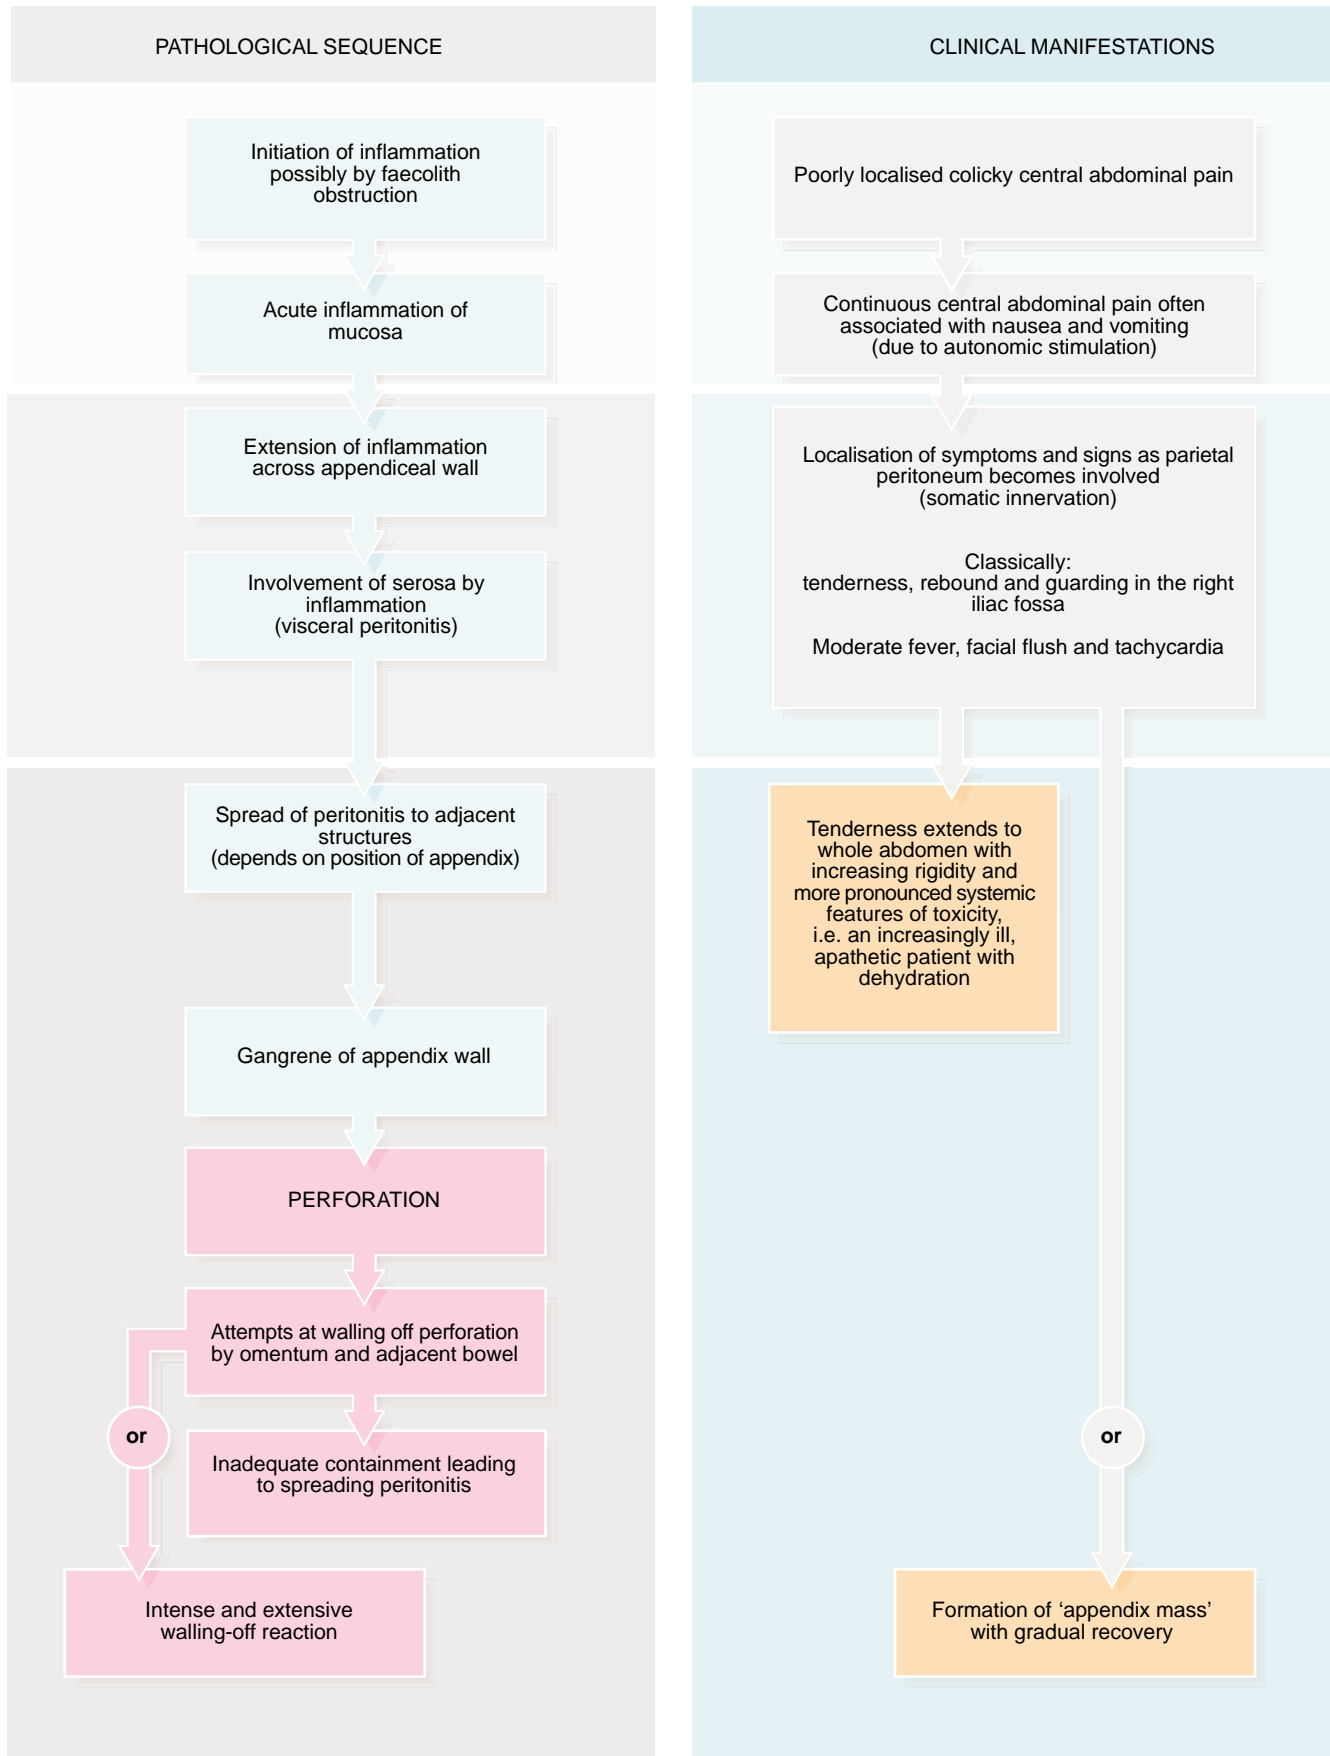 PATHOLOGICAL SEQUENCE
Initiation of inflammation
possibly by faecolith
obstruction
Acute inflammation of
mucosa
Extension of inflammation
across appendiceal wall
Involvement of serosa by
inflammation
(visceral peritonitis)
Spread of peritonitis to adjacent
structures
(depends on position of appendix)
Gangrene of appendix wall
PERFORATION
Attempts at walling off perforation
by omentum and adjacent bowel
or
Inadequate containment leading
to spreading peritonitis
Intense and extensive
walling-off reaction
CLINICAL MANIFESTATIONS
Poorly localised colicky central abdominal pain
Continuous central abdominal pain often
associated with nausea and vomiting
(due to autonomic stimulation)
Localisation of symptoms and signs as parietal
peritoneum becomes involved
(somatic innervation)
Classically:
tenderness, rebound and guarding in the right
iliac fossa
Moderate fever, facial flush and tachycardia
Tenderness extends to
whole abdomen with
increasing rigidity and
more pronounced systemic
features of toxicity,
i.e. an increasingly ill,
apathetic patient with
dehydration
or
Formation of ‘appendix mass’
with gradual recovery